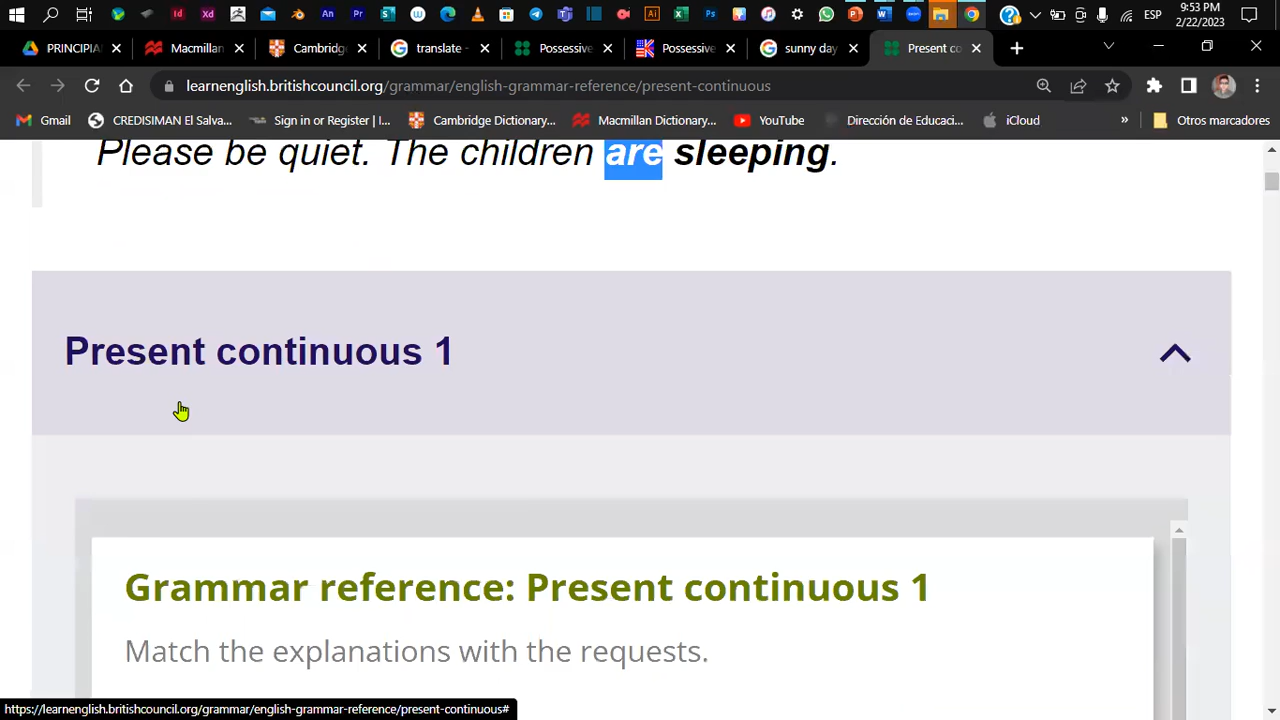 9:53 PM
ESP
2/22/2023
PRINCIPIA
Macmillan
Cambridg
translate -
Possessive
Possessive
sunny day
Present co
learnenglish.britishcouncil.org/grammar/english-grammar-reference/present-continuous
Gmail
CREDISIMAN El Salva...
Sign in or Register | I...
Cambridge Dictionary...
Macmillan Dictionary...
YouTube
Dirección de Educaci...
iCloud
»
Otros marcadores
Please be quiet. The children are sleeping.
Present continuous 1
Grammar reference: Present continuous 1
Match the explanations with the requests.
https://learnenglish.britishcouncil.org/grammar/english-grammar-reference/present-continuous#